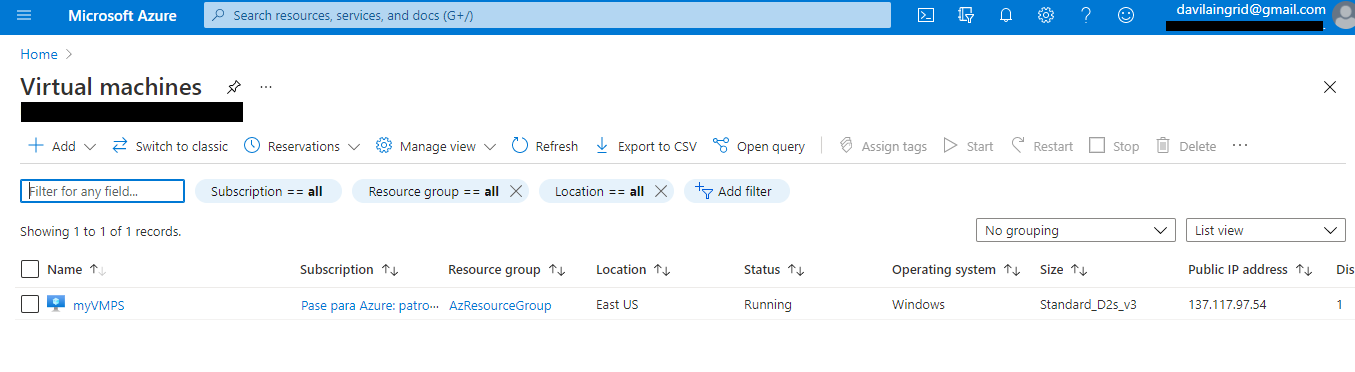 Microsoft Azure
Search resources, services, and docs (G+/)
davilaingrid@gmail.com
Home >
Virtual machines
Add
Switch to classic
Reservations
Manage view
Refresh
Export to CSV
Open query
Assign tags
Start
Restart
Stop
Delete
Filter for any field...
Subscription == all
Resource group == all
Location == all
Add filter
Showing 1 to 1 of 1 records.
No grouping
List view
Name Subscription Resource group Location Status Operating system Size Public IP address Dis
myVMPS Pase para Azure: patro··· AzResourceGroup East US Running Windows Standard_D2s_v3 137.117.97.54 1